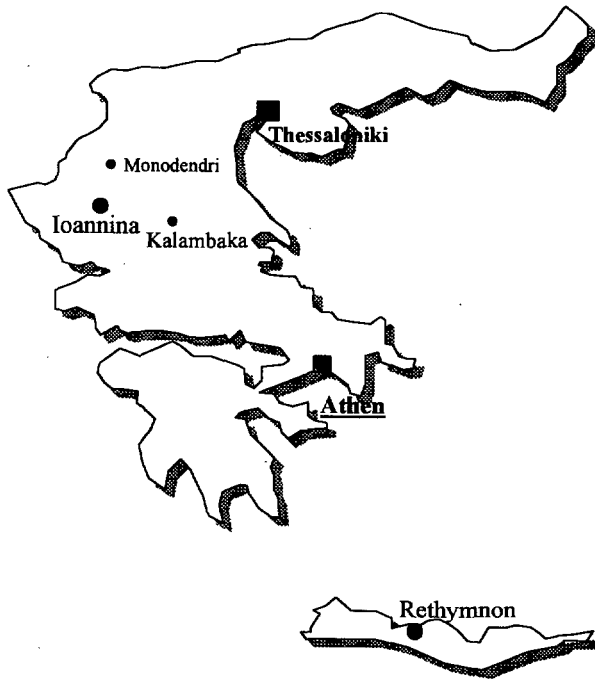 Thessaloniki
Monodendri
Ioannina
Kalambaka
Athen
Rethymnon